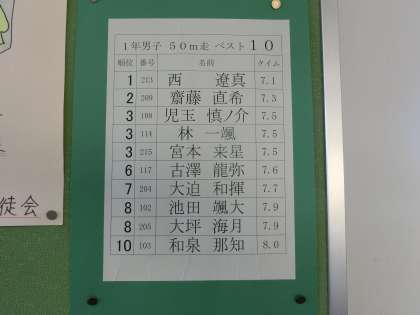 1年男子 50m走 ベスト10
順位 番号 名前 タイム
1 213 西 遼真 7.1
2 209 齋藤 直希 7.3
3 108 児玉 慎ノ介 7.5
3 114 林 一颯 7.5
3 215 宮本 来星 7.5
6 117 古澤 龍弥 7.6
7 204 大迫 和揮 7.7
8 102 池田 颯大 7.9
8 205 大坪 海月 7.9
10 103 和泉 那知 8.0
徒会